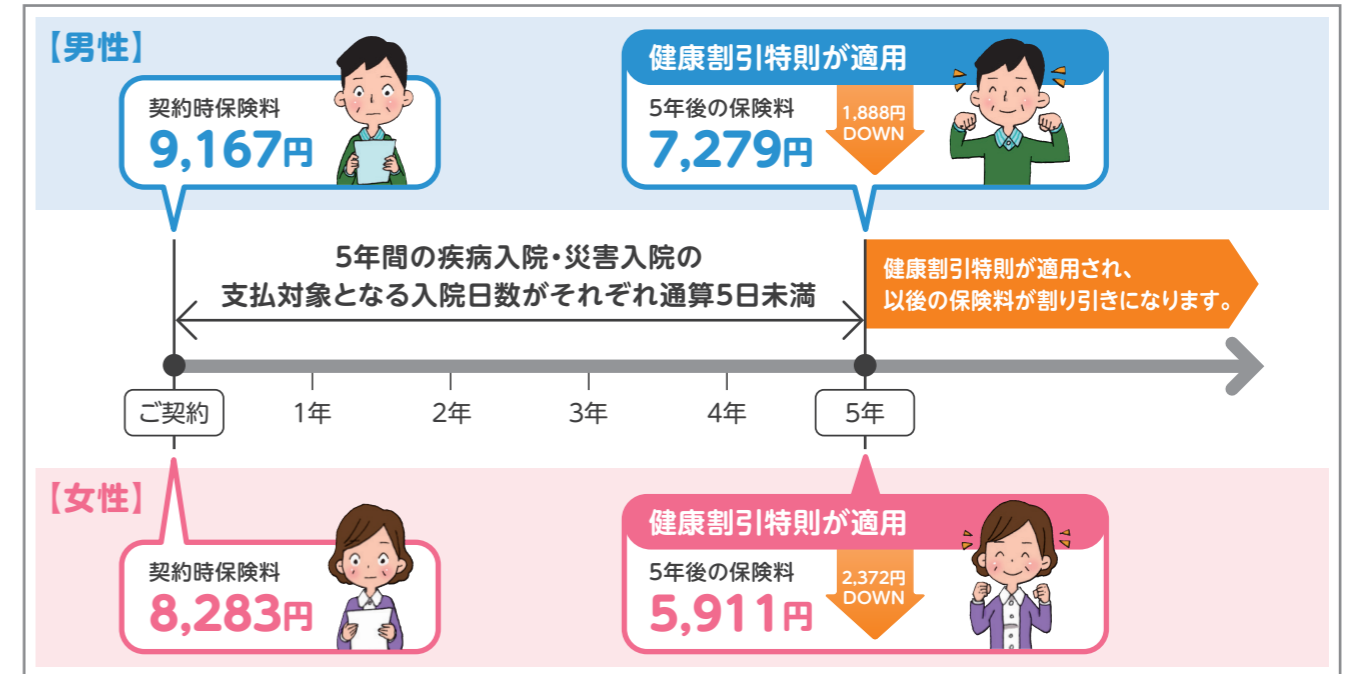 【男性】
契約時保険料
9,167円
健康割引特則が適用
5年後の保険料
7,279円
1,888円
DOWN
5年間の疾病入院・災害入院の
支払対象となる入院日数がそれぞれ通算5日未満
健康割引特則が適用され、
以後の保険料が割り引きになります。
ご契約
1年
2年
3年
4年
5年
【女性】
契約時保険料
8,283円
健康割引特則が適用
5年後の保険料
5,911円
2,372円
DOWN